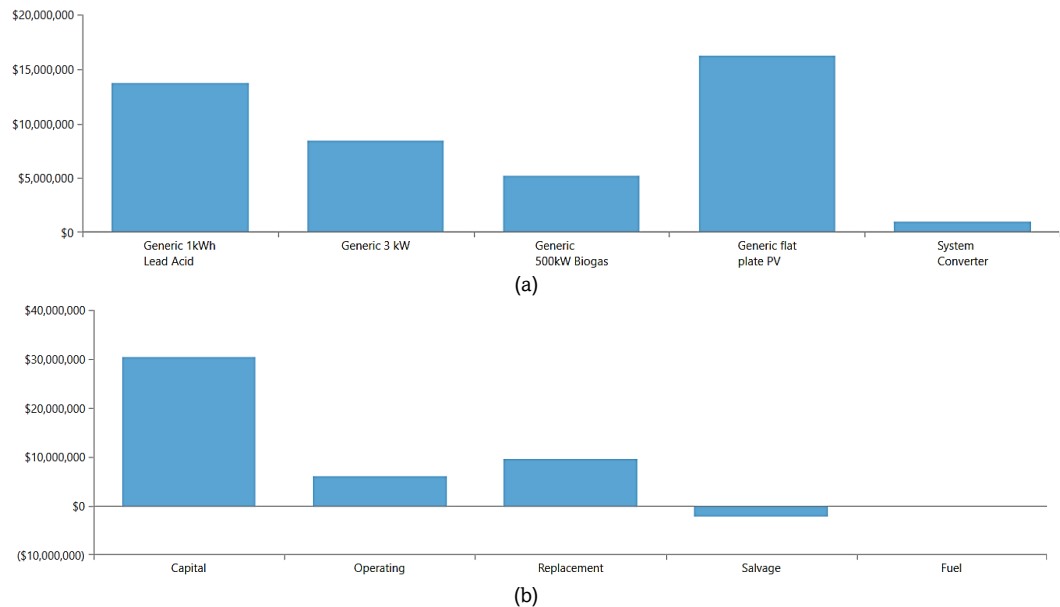 $20,000,000
$15,000,000
$10,000,000
$5,000,000
$0
Generic 1kWh
Lead Acid
Generic 3 kW
Generic
500kW Biogas
Generic flat
plate PV
System
Converter
(a)
$40,000,000
$30,000,000
$20,000,000
$10,000,000
$0
($10,000,000)
Capital
Operating
Replacement
Salvage
Fuel
(b)